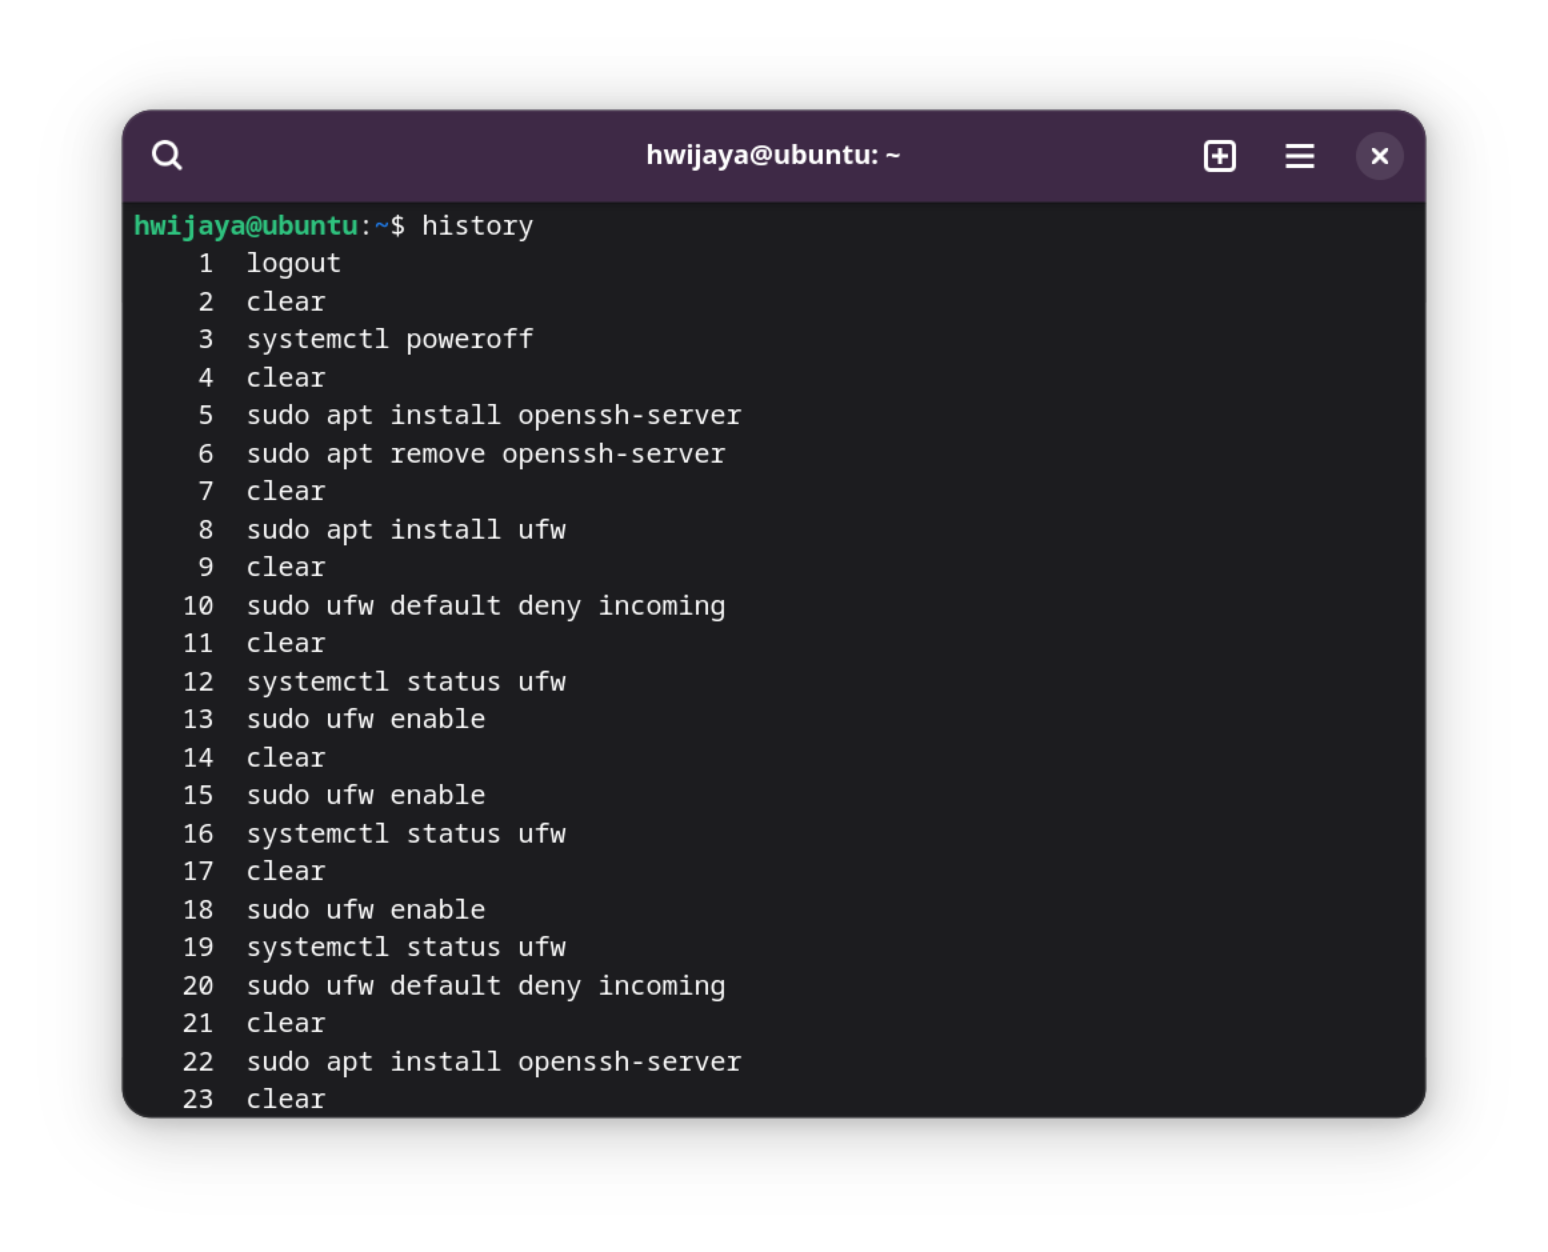 hwijaya@ubuntu: ~
hwijaya@ubuntu:~$ history
1 logout
2 clear
3 systemctl poweroff
4 clear
5 sudo apt install openssh-server
6 sudo apt remove openssh-server
7 clear
8 sudo apt install ufw
9 clear
10 sudo ufw default deny incoming
11 clear
12 systemctl status ufw
13 sudo ufw enable
14 clear
15 sudo ufw enable
16 systemctl status ufw
17 clear
18 sudo ufw enable
19 systemctl status ufw
20 sudo ufw default deny incoming
21 clear
22 sudo apt install openssh-server
23 clear